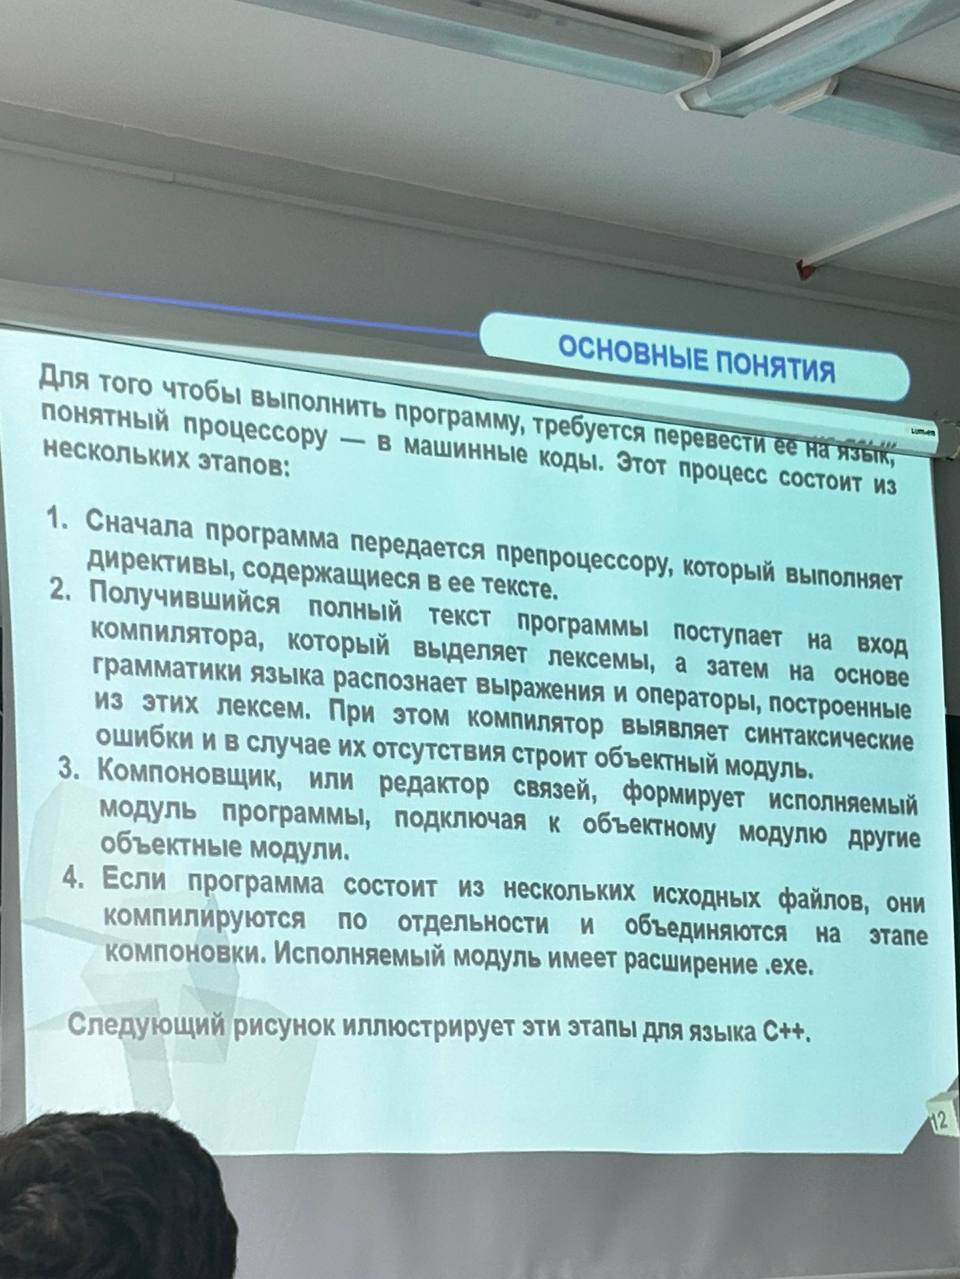 ОСНОВНЫЕ ПОНЯТИЯ
Lumien
Для того чтобы выполнить программу, требуется перевести ее на язык,
понятный процессору — в машинные коды. Этот процесс состоит из
нескольких этапов:
1. Сначала программа передается препроцессору, который выполняет
директивы, содержащиеся в ее тексте.
2. Получившийся полный текст программы поступает на вход
компилятора, который выделяет лексемы, а затем на основе
грамматики языка распознает выражения и операторы, построенные
из этих лексем. При этом компилятор выявляет синтаксические
ошибки и в случае их отсутствия строит объектный модуль.
3. Компоновщик, или редактор связей, формирует исполняемый
модуль программы, подключая к объектному модулю другие
объектные модули.
4. Если программа состоит из нескольких исходных файлов, они
компилируются по отдельности и объединяются на этапе
компоновки. Исполняемый модуль имеет расширение .exe.
Следующий рисунок иллюстрирует эти этапы для языка C++.
12